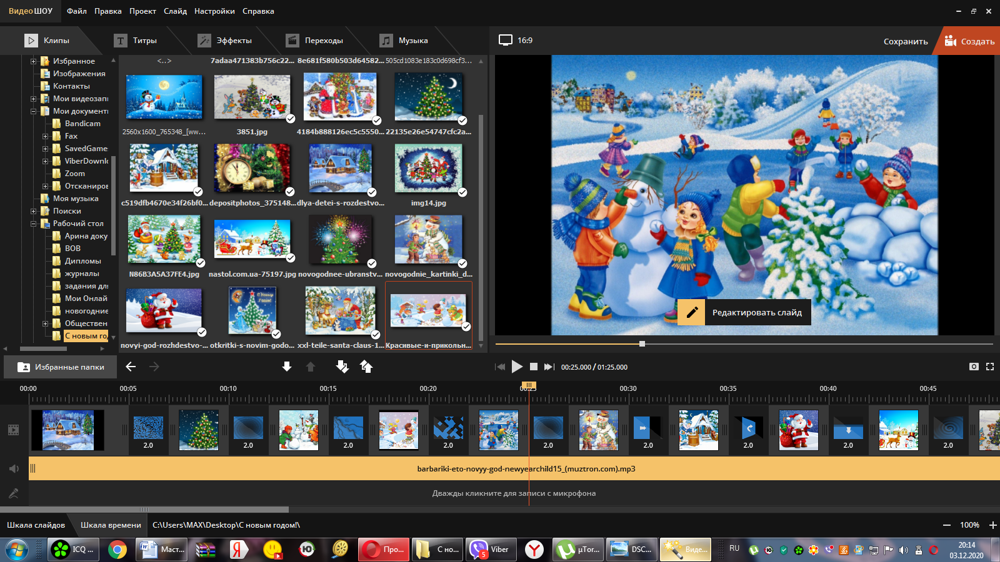 ВидеоШОУ Файл Правка Проект Слайд Настройки Справка
Клипы Титры Эффекты Переходы Музыка 16:9 Сохранить Создать
Избранное
Изображения
Контакты
Мои видеозап
Мои документ
Bandicam
Fax
SavedGame
ViberDownlo
Zoom
Отсканиров
Моя музыка
Поиски
Рабочий стол
Арина доку
ВОВ
Дипломы
журналы
задания для
Мои Онлай
новогодние
Обществен
С новым год
<..> 7adaa471383b756c22... 8e681f580b503d64582... 505cd1083e183c0d698cf3...
2560x1600_765348_[ww... 3851.jpg 4184b888126ec5c5550... 22135e26e54747cfc2a...
c519dfb4670e34f26bf0... depositphotos_375148... dlya-detei-s-rozdestvo... img14.jpg
N86B3A5A37FE4.jpg nastol.com.ua-75197.jpg novogodnee-ubranstv... novogodnie_kartinki_d...
novyi-god-rozhdestvo-... otkritki-s-novim-godo... xxl-teile-santa-claus-1... Красивые-и-прикольн...
Редактировать слайд
Избранные папки 00:25.000 / 01:25.000
00:00 00:05 00:10 00:15 00:20 00:25 00:30 00:35 00:40 00:45
2.0 2.0 2.0 2.0 2.0 2.0 2.0 2.0 2.0
barbariki-eto-novyy-god-newyearchild15_(muztron.com).mp3
Дважды кликните для записи с микрофона
Шкала слайдов Шкала времени C:\Users\MAX\Desktop\С новым годом!\ 100%
ICQ ... Маст... Про... С но... 5 Viber µTor... DSC... Виде... RU 20:14
03.12.2020